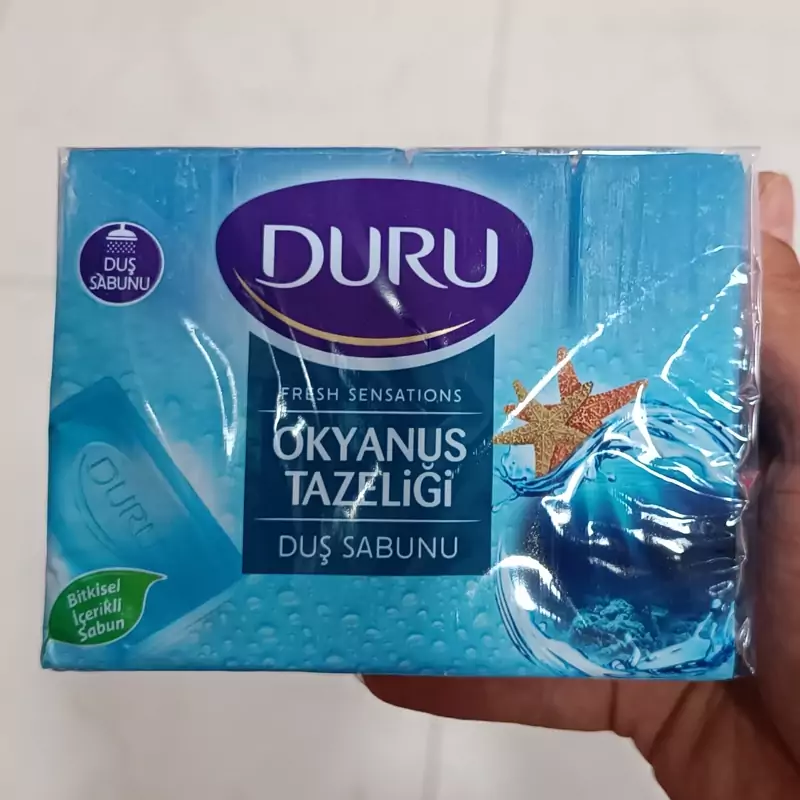 DURU
DUŞ
SABUNU
FRESH SENSATIONS
OKYANUS
TAZELİĞİ
DUŞ SABUNU
DURU
Bitkisel
İçerikli
Sabun